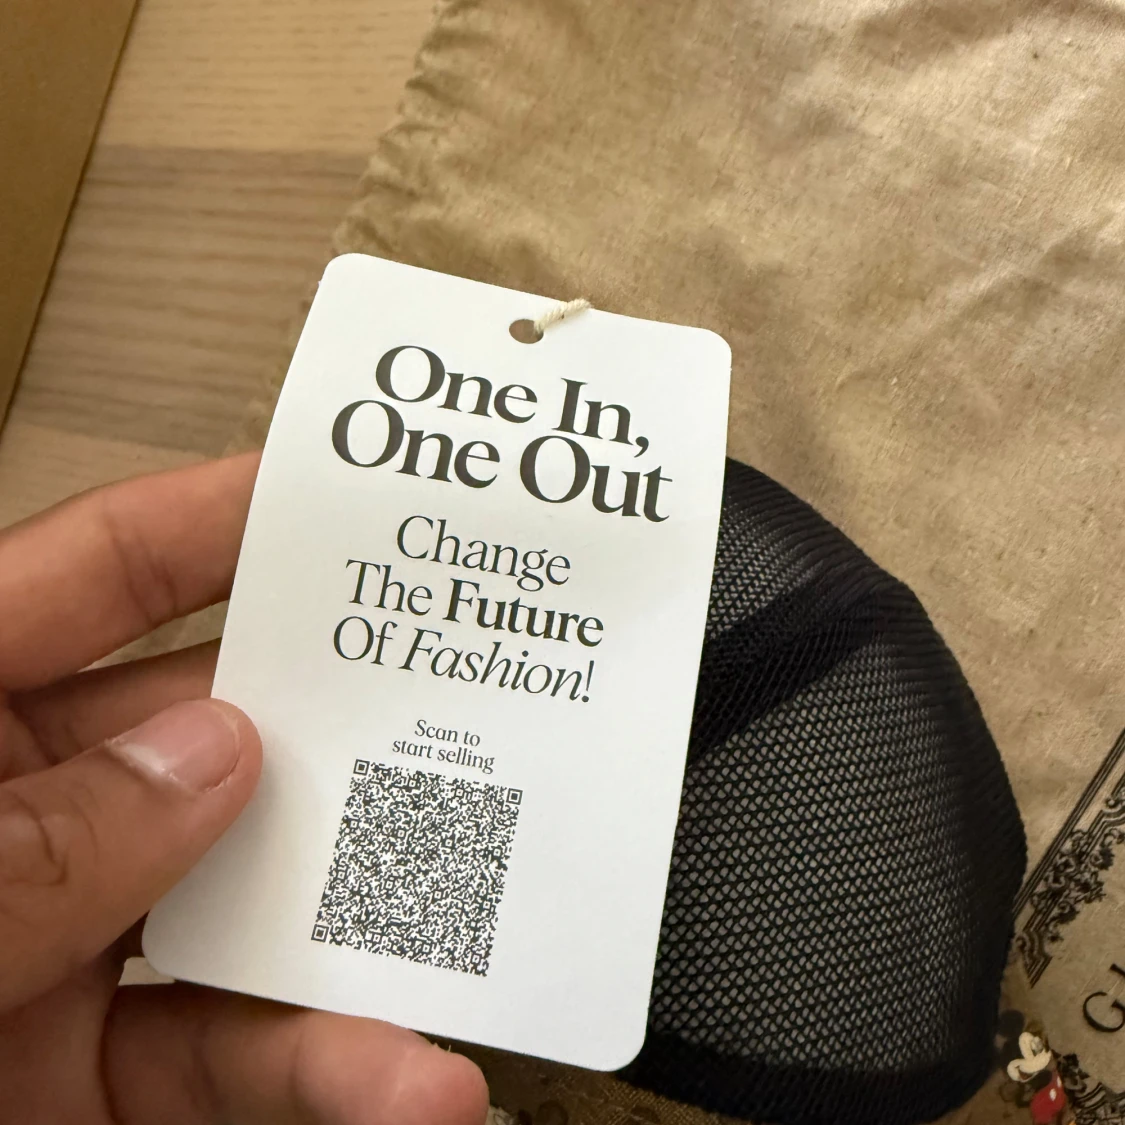 One In,
One Out
Change
The Future
Of Fashion!
Scan to
start selling